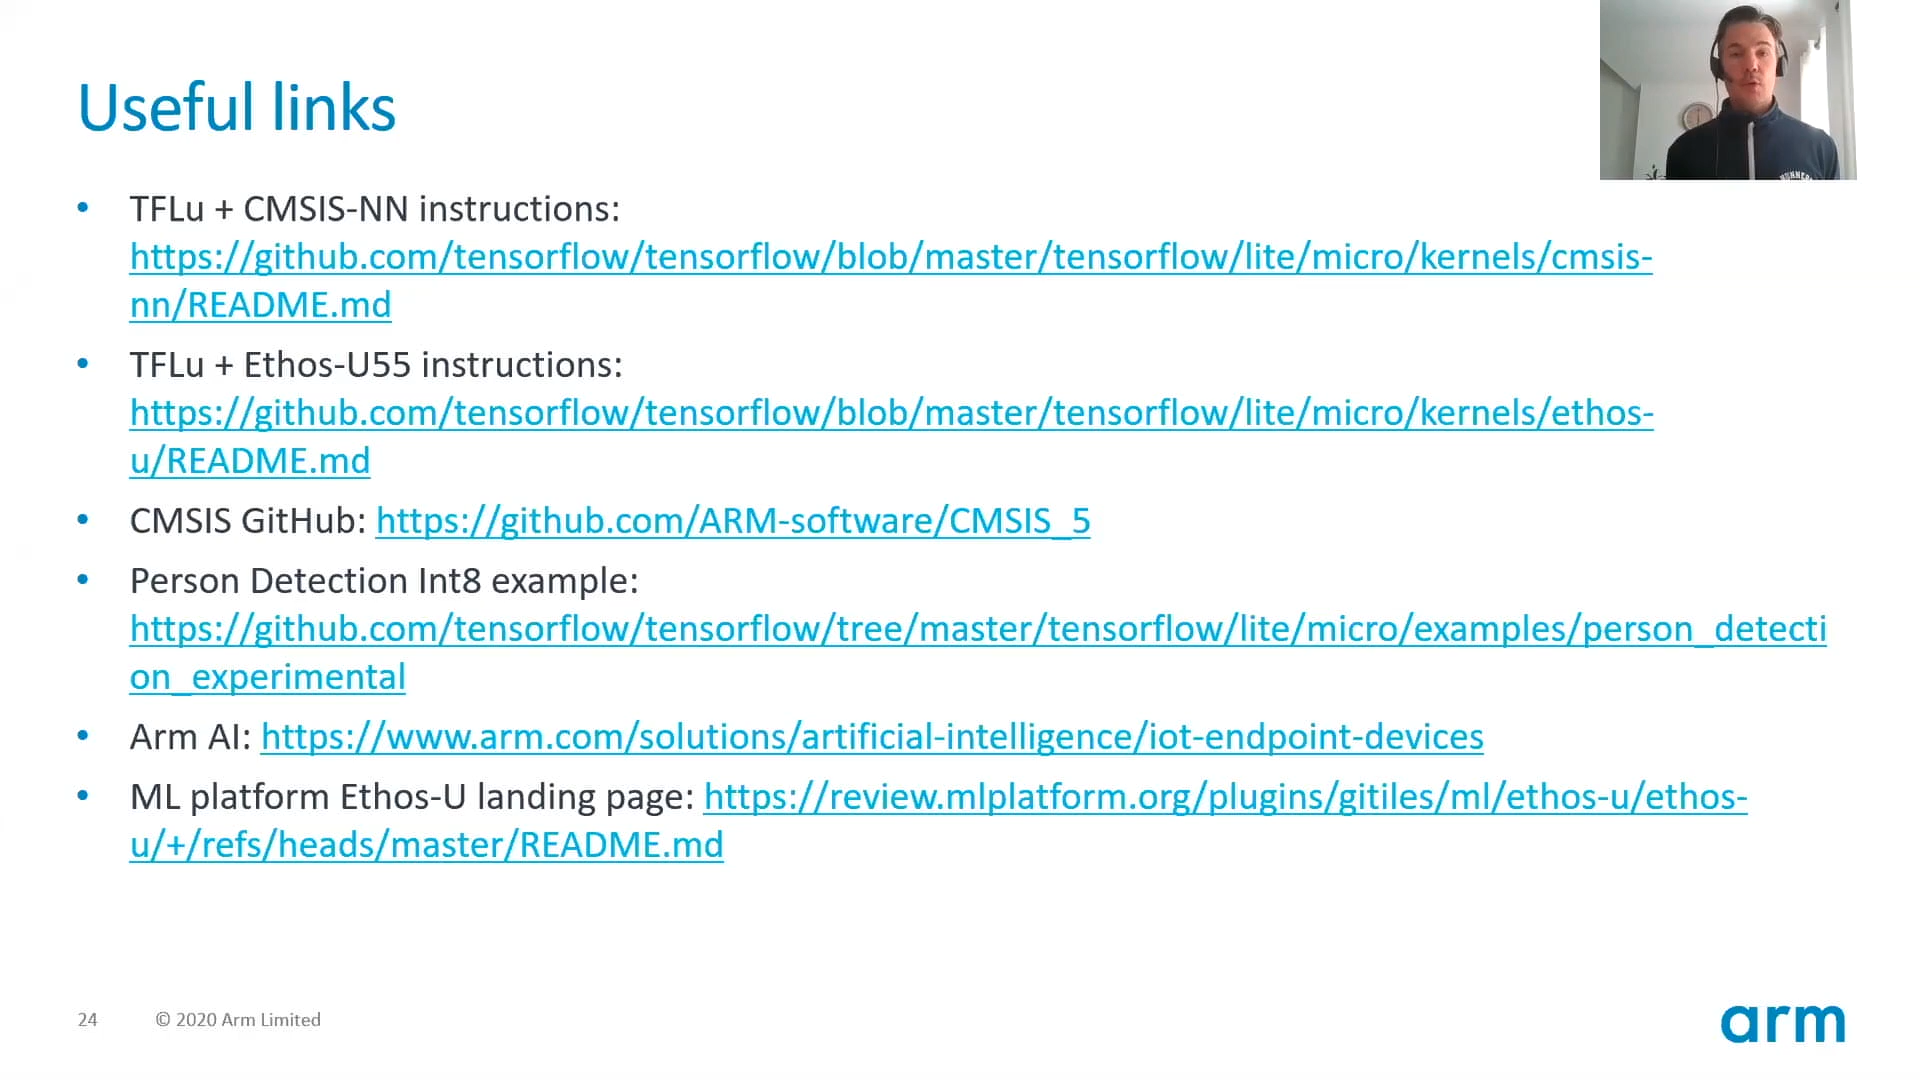 Useful links
• TFLu + CMSIS-NN instructions:
https://github.com/tensorflow/tensorflow/blob/master/tensorflow/lite/micro/kernels/cmsis-
nn/README.md
• TFLu + Ethos-U55 instructions:
https://github.com/tensorflow/tensorflow/blob/master/tensorflow/lite/micro/kernels/ethos-
u/README.md
• CMSIS GitHub: https://github.com/ARM-software/CMSIS_5
• Person Detection Int8 example:
https://github.com/tensorflow/tensorflow/tree/master/tensorflow/lite/micro/examples/person_detecti
on_experimental
• Arm AI: https://www.arm.com/solutions/artificial-intelligence/iot-endpoint-devices
• ML platform Ethos-U landing page: https://review.mlplatform.org/plugins/gitiles/ml/ethos-u/ethos-
u/+/refs/heads/master/README.md
24 © 2020 Arm Limited
arm